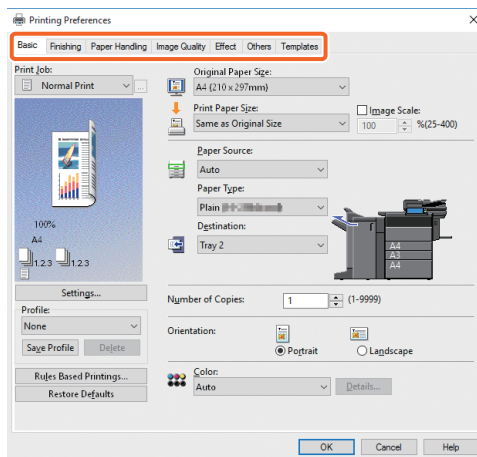 Printing Preferences
Basic Finishing Paper Handling Image Quality Effect Others Templates
Print Job:
Normal Print ...
100%
A4
1.2.3 1.2.3
Settings...
Profile:
None
Save Profile Delete
Rules Based Printings...
Restore Defaults
Original Paper Size:
A4 (210 x 297mm)
Print Paper Size:
Same as Original Size
Image Scale:
100 %(25-400)
Paper Source:
Auto
Paper Type:
Plain
Destination:
Tray 2
A4
A3
A4
Number of Copies:
1 (1-9999)
Orientation:
Portrait Landscape
Color:
Auto Details...
OK Cancel Help